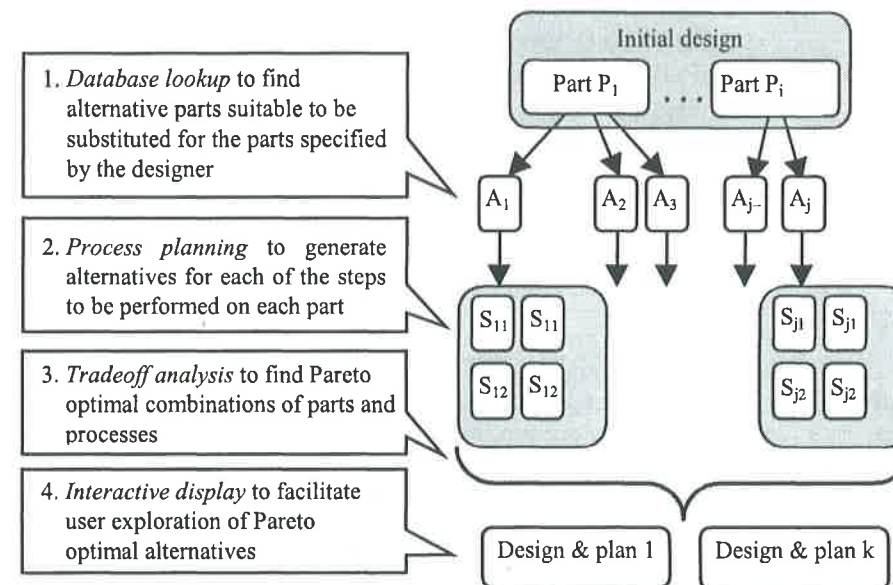 1. Database lookup to find
alternative parts suitable to be
substituted for the parts specified
by the designer
2. Process planning to generate
alternatives for each of the steps
to be performed on each part
3. Tradeoff analysis to find Pareto
optimal combinations of parts and
processes
4. Interactive display to facilitate
user exploration of Pareto
optimal alternatives
Initial design
Part P₁ ... Part Pᵢ
A₁ A₂ A₃ Aⱼ₋ Aⱼ
S₁₁ S₁₁ Sⱼ₁ Sⱼ₁
S₁₂ S₁₂ Sⱼ₂ Sⱼ₂
Design & plan 1 Design & plan k